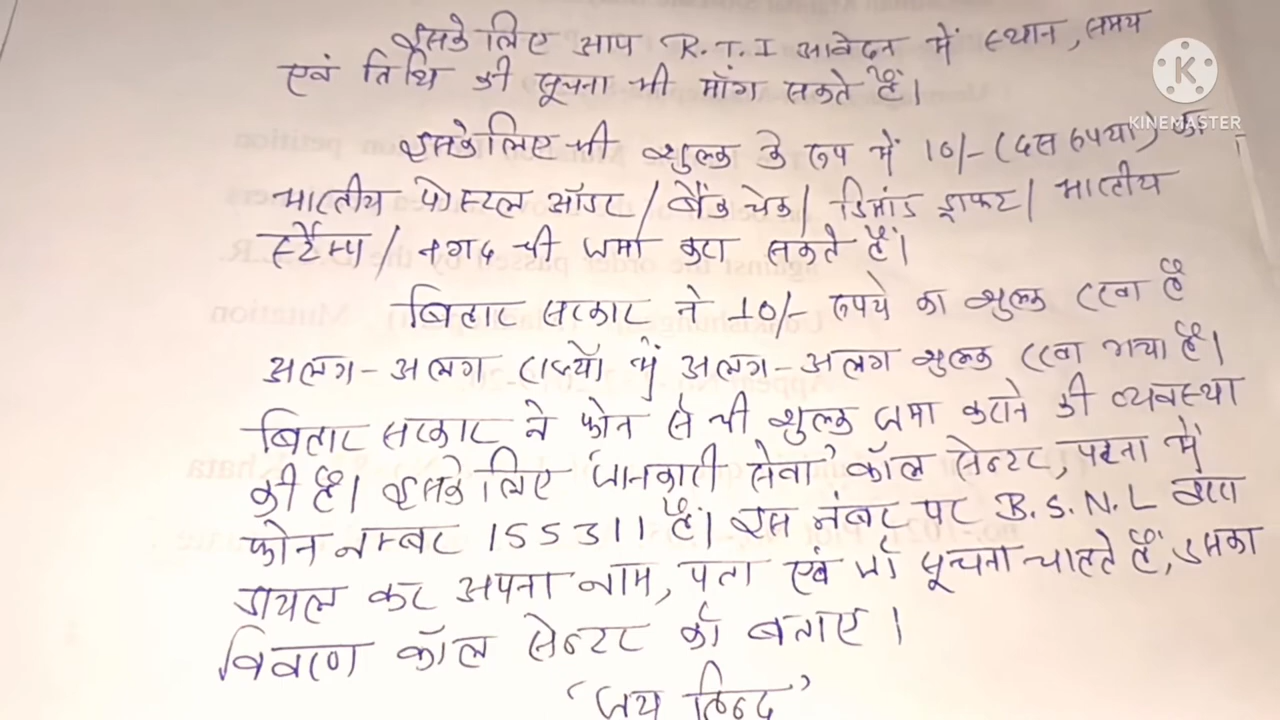 इसके लिए आप R.T.I आवेदन में स्थान, समय
एवं तिथि की सूचना भी माँग सकते हैं।
इसके लिए भी शुल्क के रूप में 10/- (दस रुपया) का
भारतीय पोस्टल ऑर्डर / बैंक चेक / डिमांड ड्राफ्ट / भारतीय
स्टैम्प / नगद भी जमा करा सकते हैं।
बिहार सरकार ने 10/- रुपये का शुल्क रखा है
अलग-अलग राज्यों में अलग-अलग शुल्क रखा गया है।
बिहार सरकार ने फोन से भी शुल्क जमा कराने की व्यवस्था
की है। इसके लिए 'जानकारी सेवा' कॉल सेन्टर, पटना में
फोन नम्बर 155311 है। इस नंबर पर B.S.N.L द्वारा
डायल कर अपना नाम, पता एवं जो सूचना चाहते हैं, उसका
विवरण कॉल सेन्टर को बताए।
'जय हिन्द'
KINEMASTER